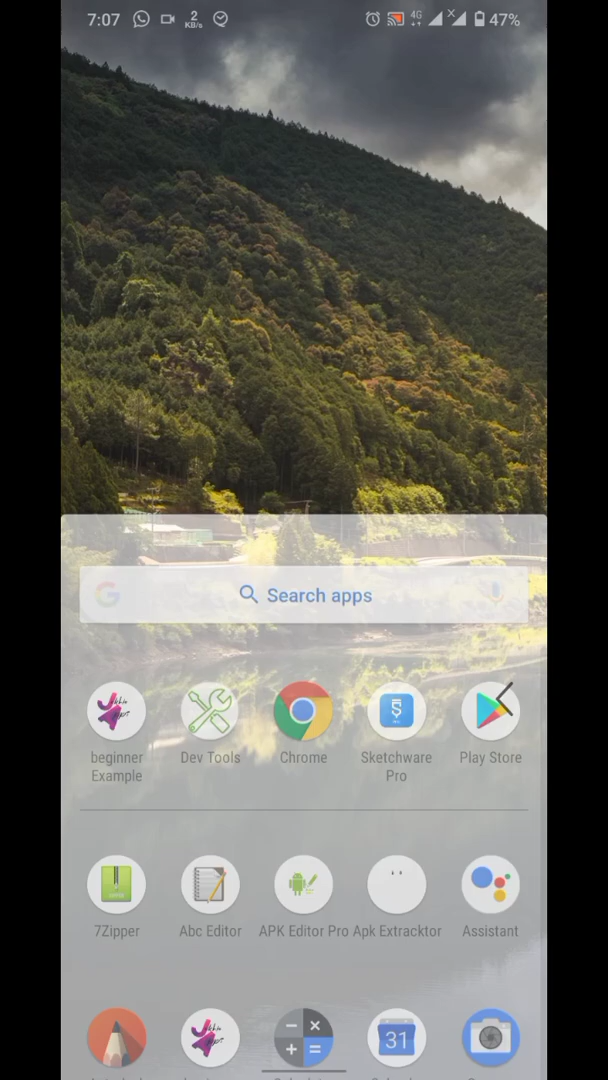 7:07 2 KB/s 4G 47%
Search apps
beginner Example
Dev Tools
Chrome
Sketchware Pro
Play Store
7Zipper
Abc Editor
APK Editor Pro
Apk Extracktor
Assistant
31